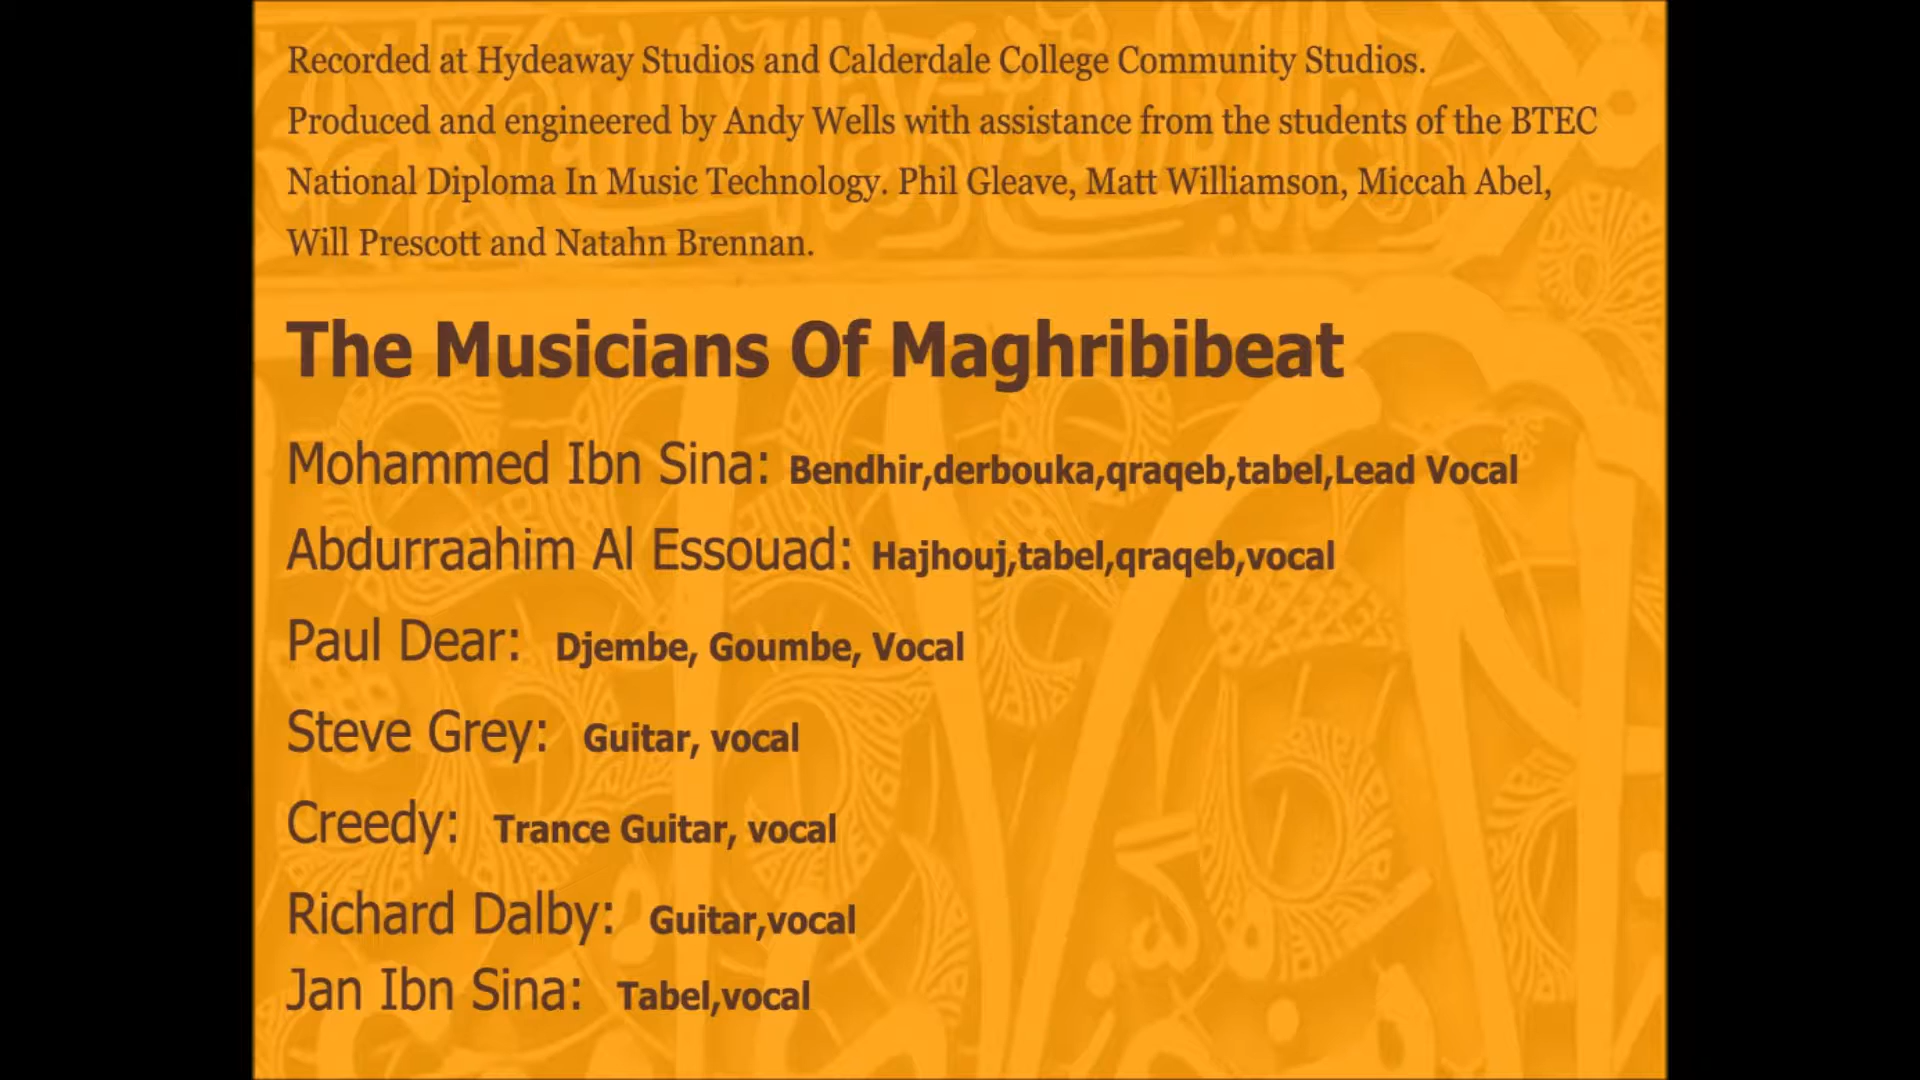 Recorded at Hydeaway Studios and Calderdale College Community Studios.
Produced and engineered by Andy Wells with assistance from the students of the BTEC
National Diploma In Music Technology. Phil Gleave, Matt Williamson, Miccah Abel,
Will Prescott and Natahn Brennan.
The Musicians Of Maghribibeat
Mohammed Ibn Sina: Bendhir,derbouka,qraqeb,tabel,Lead Vocal
Abdurraahim Al Essouad: Hajhouj,tabel,qraqeb,vocal
Paul Dear: Djembe, Goumbe, Vocal
Steve Grey: Guitar, vocal
Creedy: Trance Guitar, vocal
Richard Dalby: Guitar,vocal
Jan Ibn Sina: Tabel,vocal